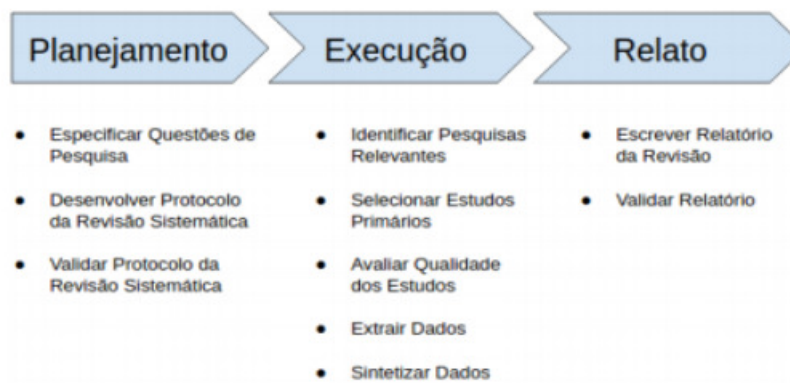 Planejamento
Execução
Relato
● Especificar Questões de
Pesquisa
● Desenvolver Protocolo
da Revisão Sistemática
● Validar Protocolo da
Revisão Sistemática
● Identificar Pesquisas
Relevantes
● Selecionar Estudos
Primários
● Avaliar Qualidade
dos Estudos
● Extrair Dados
● Sintetizar Dados
● Escrever Relatório
da Revisão
● Validar Relatório